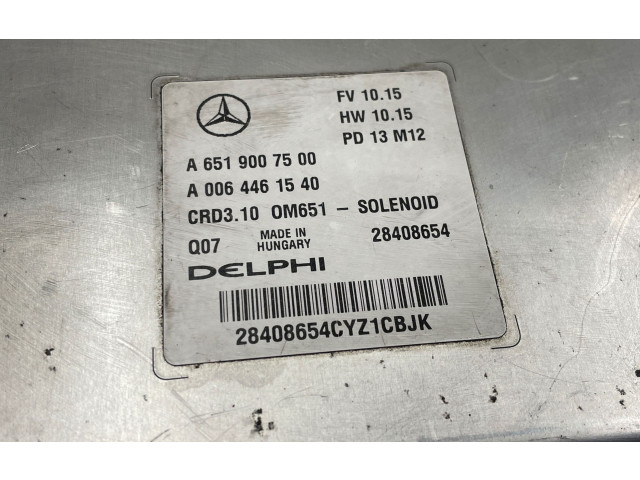 FV 10.15
HW 10.15
PD 13 M12
A 651 900 75 00
A 006 446 15 40
CRD3.10 OM651 - SOLENOID
Q07 MADE IN HUNGARY 28408654
DELPHI
28408654CYZ1CBJK